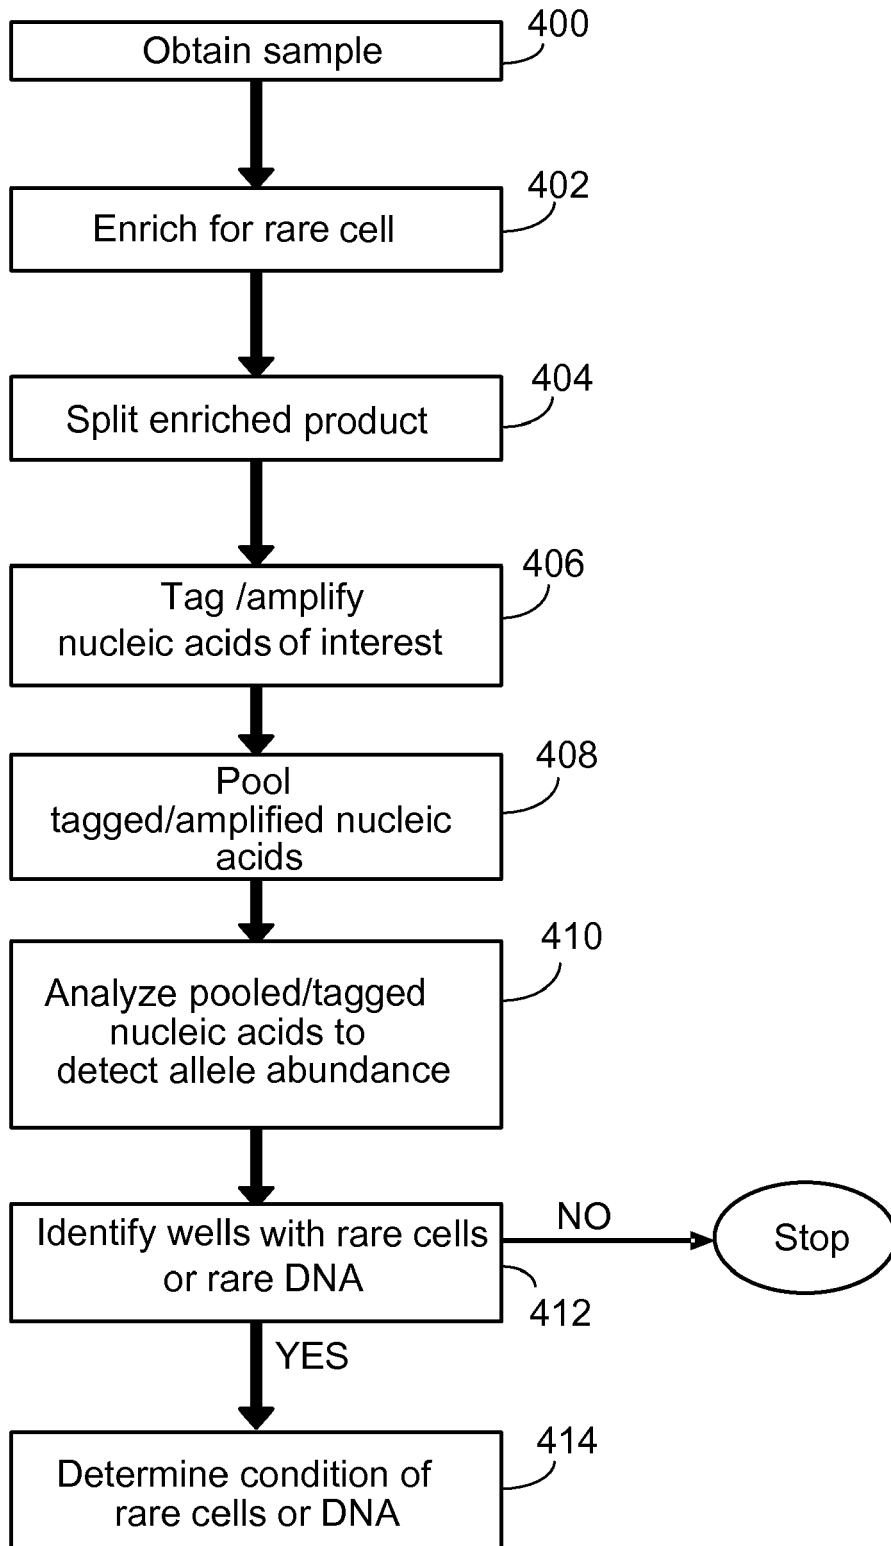 400
Obtain sample
402
Enrich for rare cell
404
Split enriched product
406
Tag /amplify
nucleic acids of interest
408
Pool
tagged/amplified nucleic
acids
410
Analyze pooled/tagged
nucleic acids to
detect allele abundance
Identify wells with rare cells
or rare DNA
NO
Stop
412
YES
414
Determine condition of
rare cells or DNA